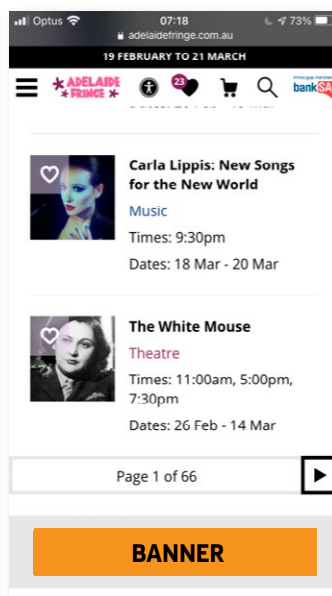 Optus 07:18 73%
adelaidefringe.com.au
19 FEBRUARY TO 21 MARCH
ADELAIDE
FRINGE
23
Principal Partner
bankSA
Carla Lippis: New Songs
for the New World
Music
Times: 9:30pm
Dates: 18 Mar - 20 Mar
The White Mouse
Theatre
Times: 11:00am, 5:00pm,
7:30pm
Dates: 26 Feb - 14 Mar
Page 1 of 66
BANNER